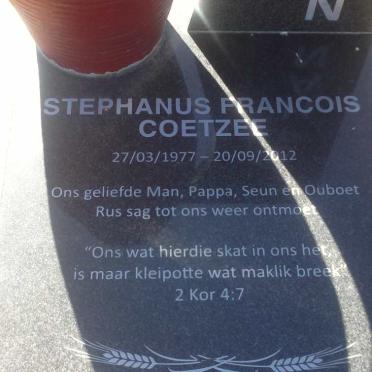 N
STEPHANUS FRANCOIS
COETZEE
27/03/1977 – 20/09/2012
Ons geliefde Man, Pappa, Seun en Ouboet
Rus sag tot ons weer ontmoet
"Ons wat hierdie skat in ons het,
is maar kleipotte wat maklik breek"
2 Kor 4:7